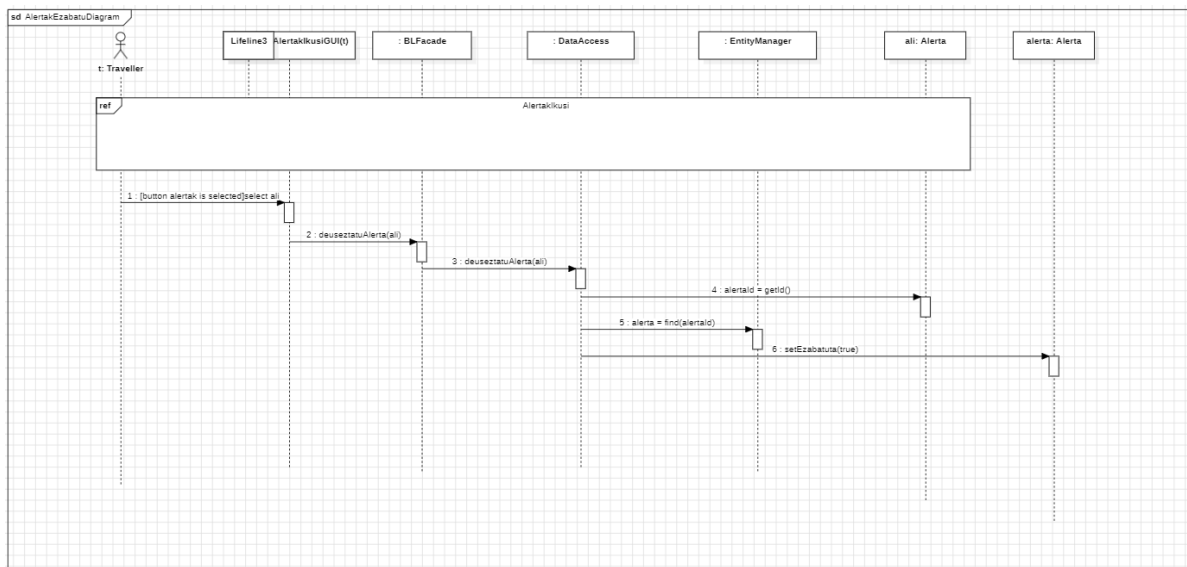 sd AlertakEzabatuDiagram
t: Traveller
Lifeline3
AlertakIkusiGUI(t)
: BLFacade
: DataAccess
: EntityManager
ali: Alerta
alerta: Alerta
ref
AlertakIkusi
1 : [button alertak is selected]select ali
2 : deuseztatuAlerta(ali)
3 : deuseztatuAlerta(ali)
4 : alertaId = getId()
5 : alerta = find(alertaId)
6 : setEzabatuta(true)